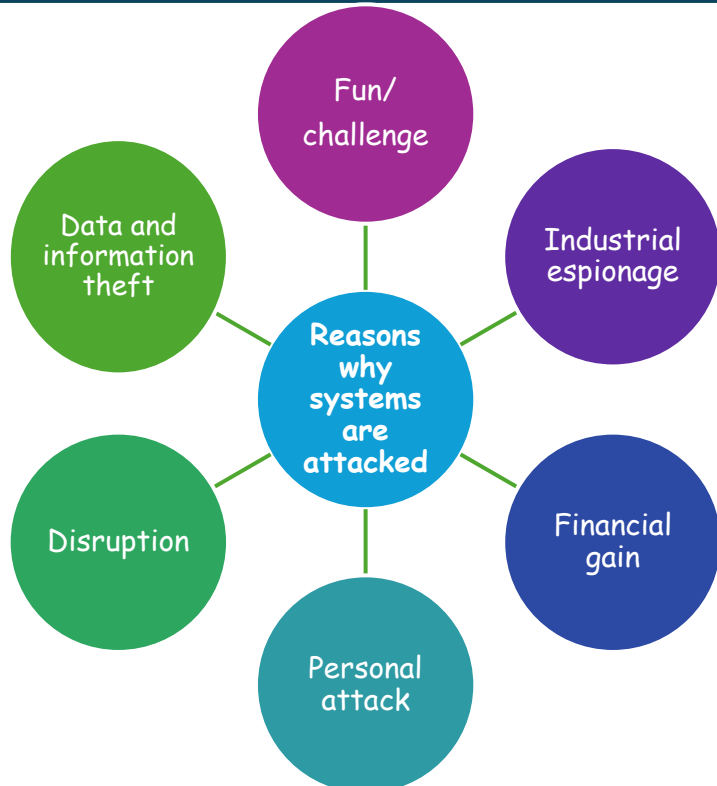 Fun/
challenge
Industrial
espionage
Financial
gain
Personal
attack
Disruption
Data and
information
theft
Reasons
why
systems
are
attacked